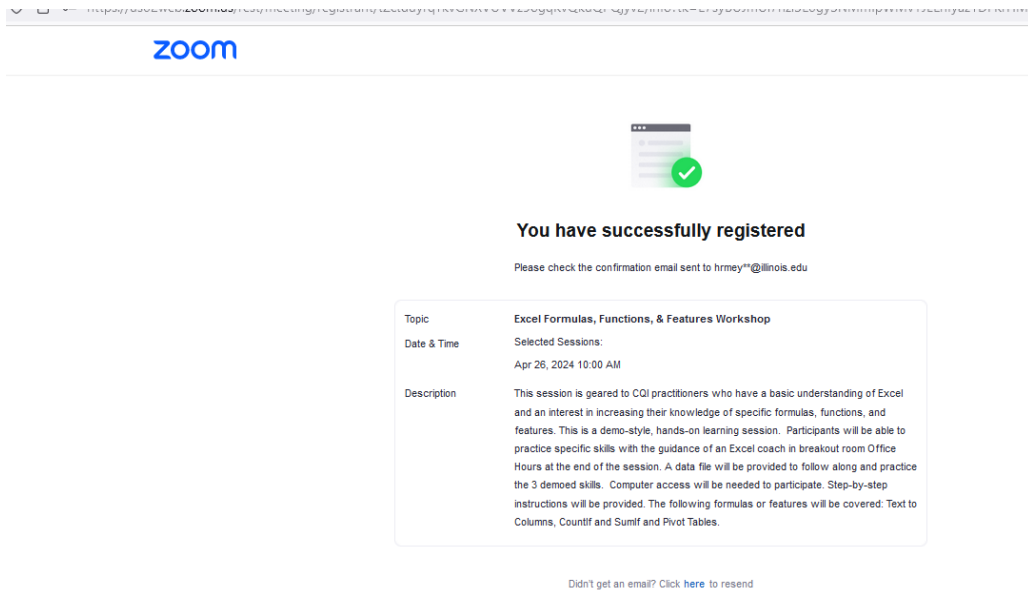 zoom
You have successfully registered
Please check the confirmation email sent to hrmey**@illinois.edu
Topic
Excel Formulas, Functions, & Features Workshop
Date & Time
Selected Sessions:
Apr 26, 2024 10:00 AM
Description
This session is geared to CQI practitioners who have a basic understanding of Excel
and an interest in increasing their knowledge of specific formulas, functions, and
features. This is a demo-style, hands-on learning session.  Participants will be able to
practice specific skills with the guidance of an Excel coach in breakout room Office
Hours at the end of the session. A data file will be provided to follow along and practice
the 3 demoed skills.  Computer access will be needed to participate. Step-by-step
instructions will be provided. The following formulas or features will be covered: Text to
Columns, CountIf and SumIf and Pivot Tables.
Didn't get an email? Click here to resend